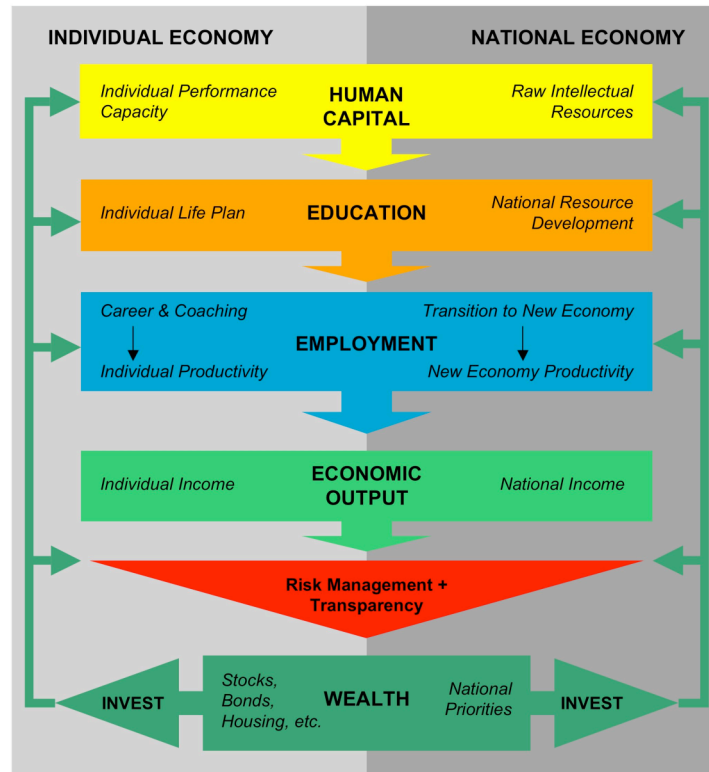 INDIVIDUAL ECONOMY
NATIONAL ECONOMY
Individual Performance
Capacity
HUMAN
CAPITAL
Raw Intellectual
Resources
Individual Life Plan
EDUCATION
National Resource
Development
Career & Coaching
Individual Productivity
EMPLOYMENT
Transition to New Economy
New Economy Productivity
Individual Income
ECONOMIC
OUTPUT
National Income
Risk Management +
Transparency
INVEST
Stocks,
Bonds,
Housing, etc.
WEALTH
National
Priorities
INVEST